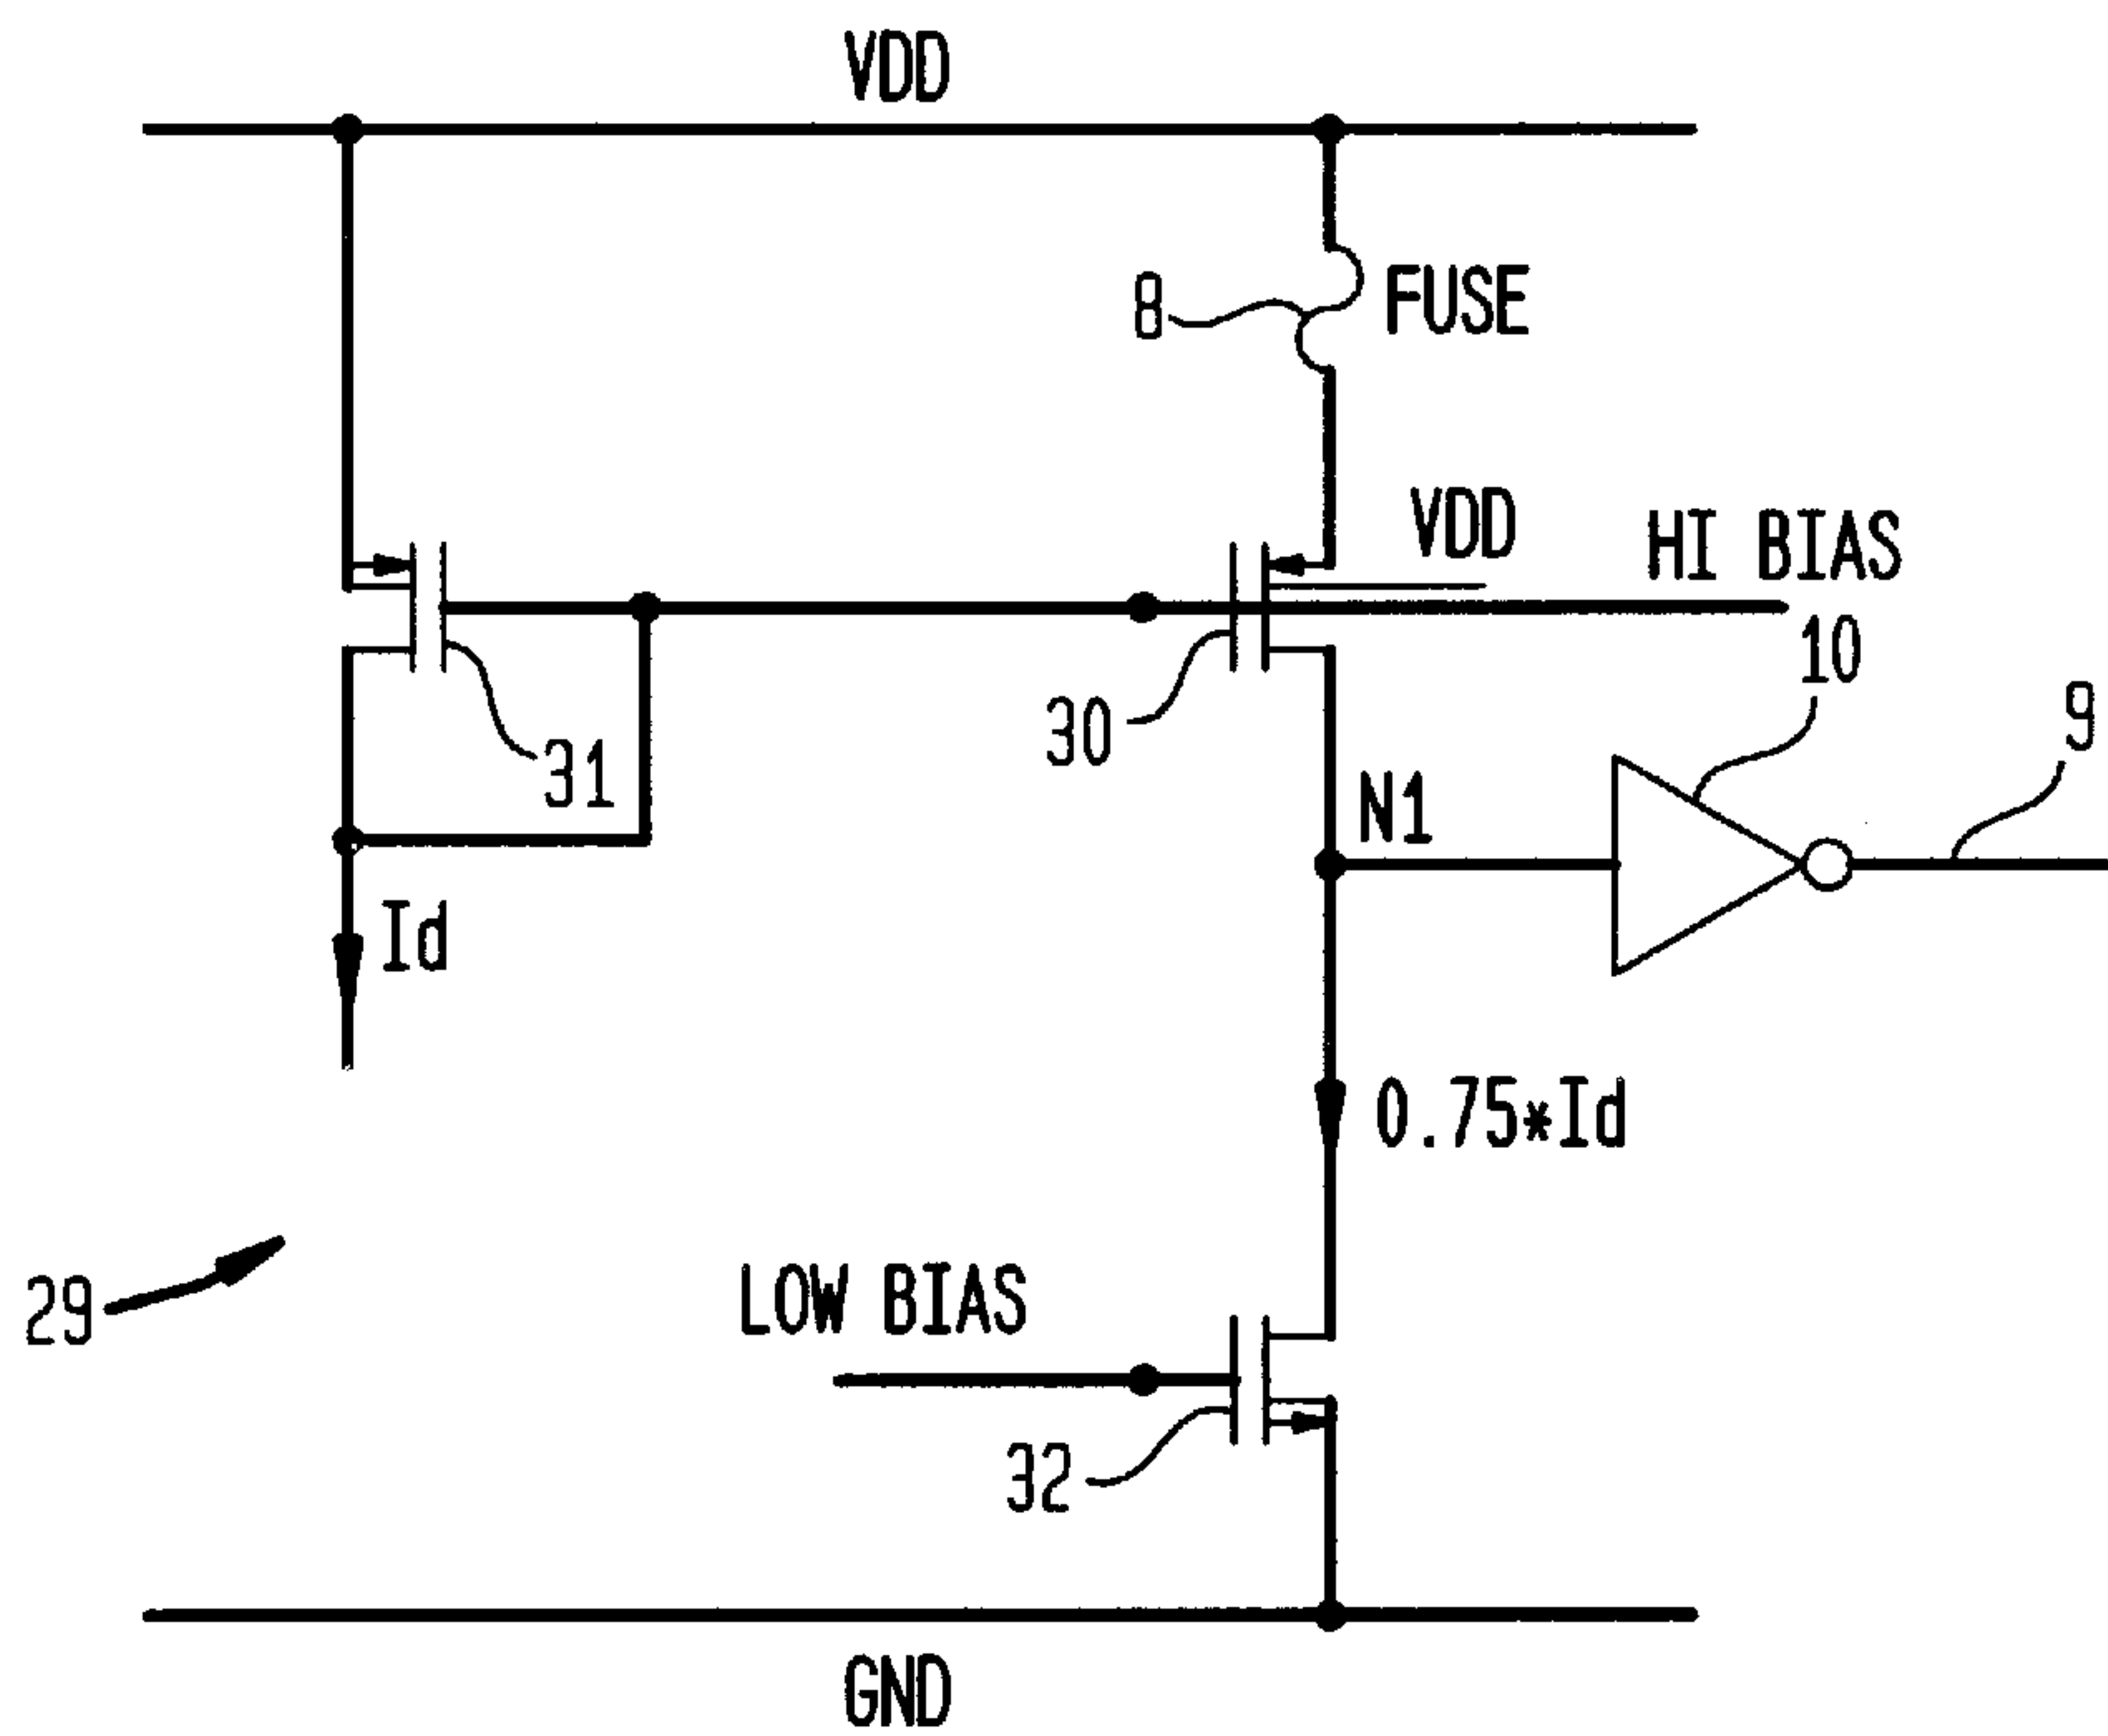 VDD
8
FUSE
VDD
HI BIAS
10
9
30
31
N1
Id
0.75*Id
29
LOW BIAS
32
GND